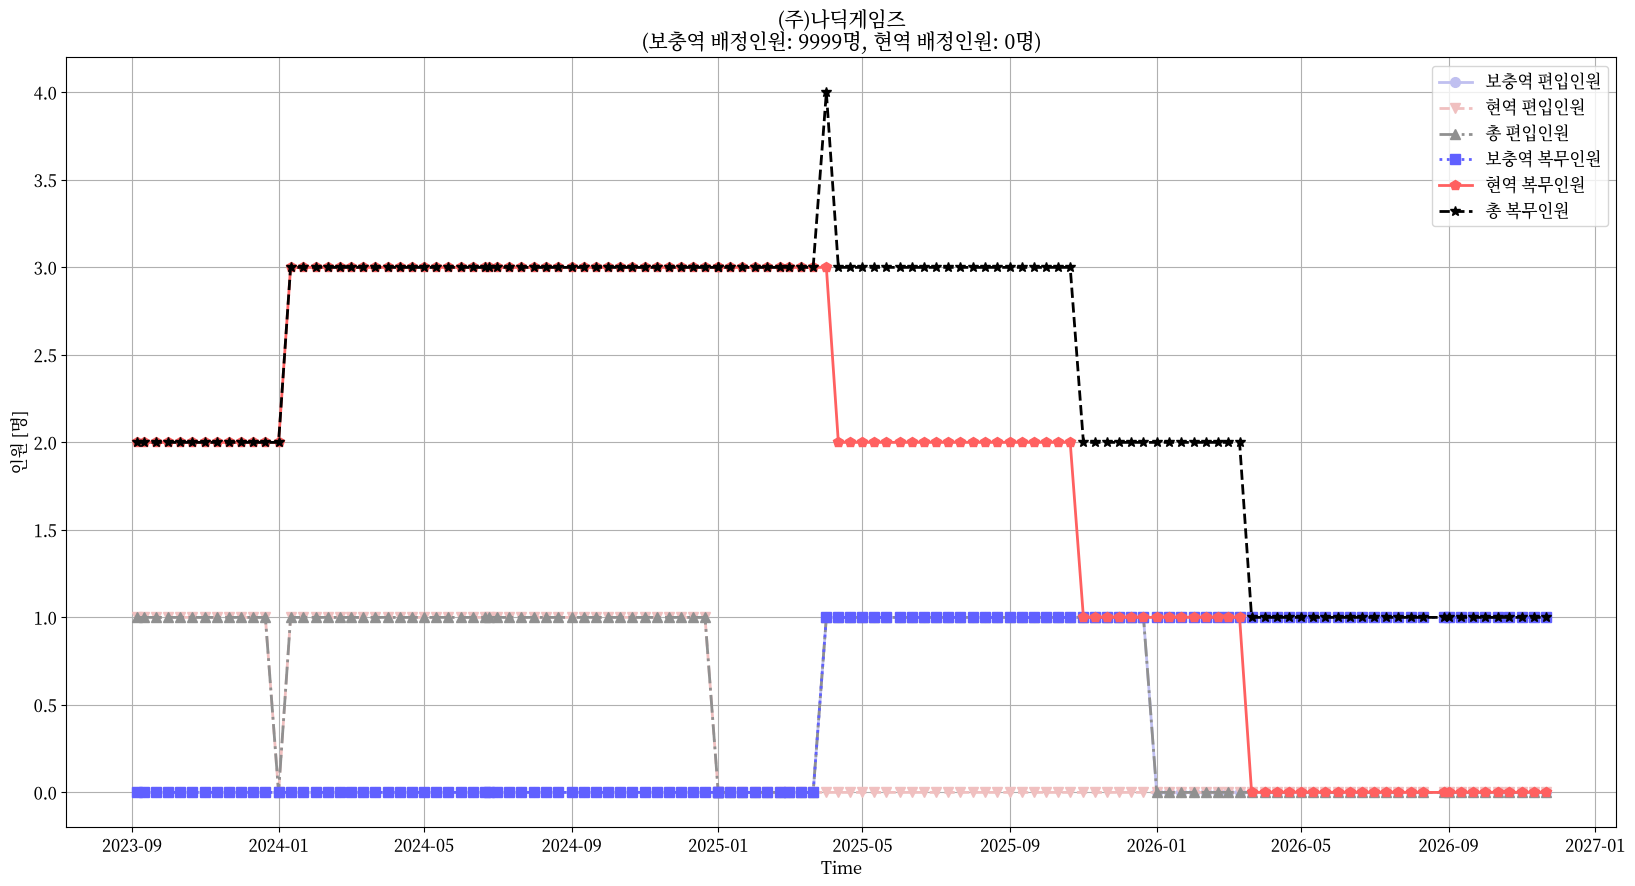 (주)나딕게임즈
(보충역 배정인원: 9999명, 현역 배정인원: 0명)
보충역 편입인원
현역 편입인원
총 편입인원
보충역 복무인원
현역 복무인원
총 복무인원
인원 [명]
4.0
3.5
3.0
2.5
2.0
1.5
1.0
0.5
0.0
2023-09 2024-01 2024-05 2024-09 2025-01 2025-05 2025-09 2026-01 2026-05 2026-09 2027-01
Time